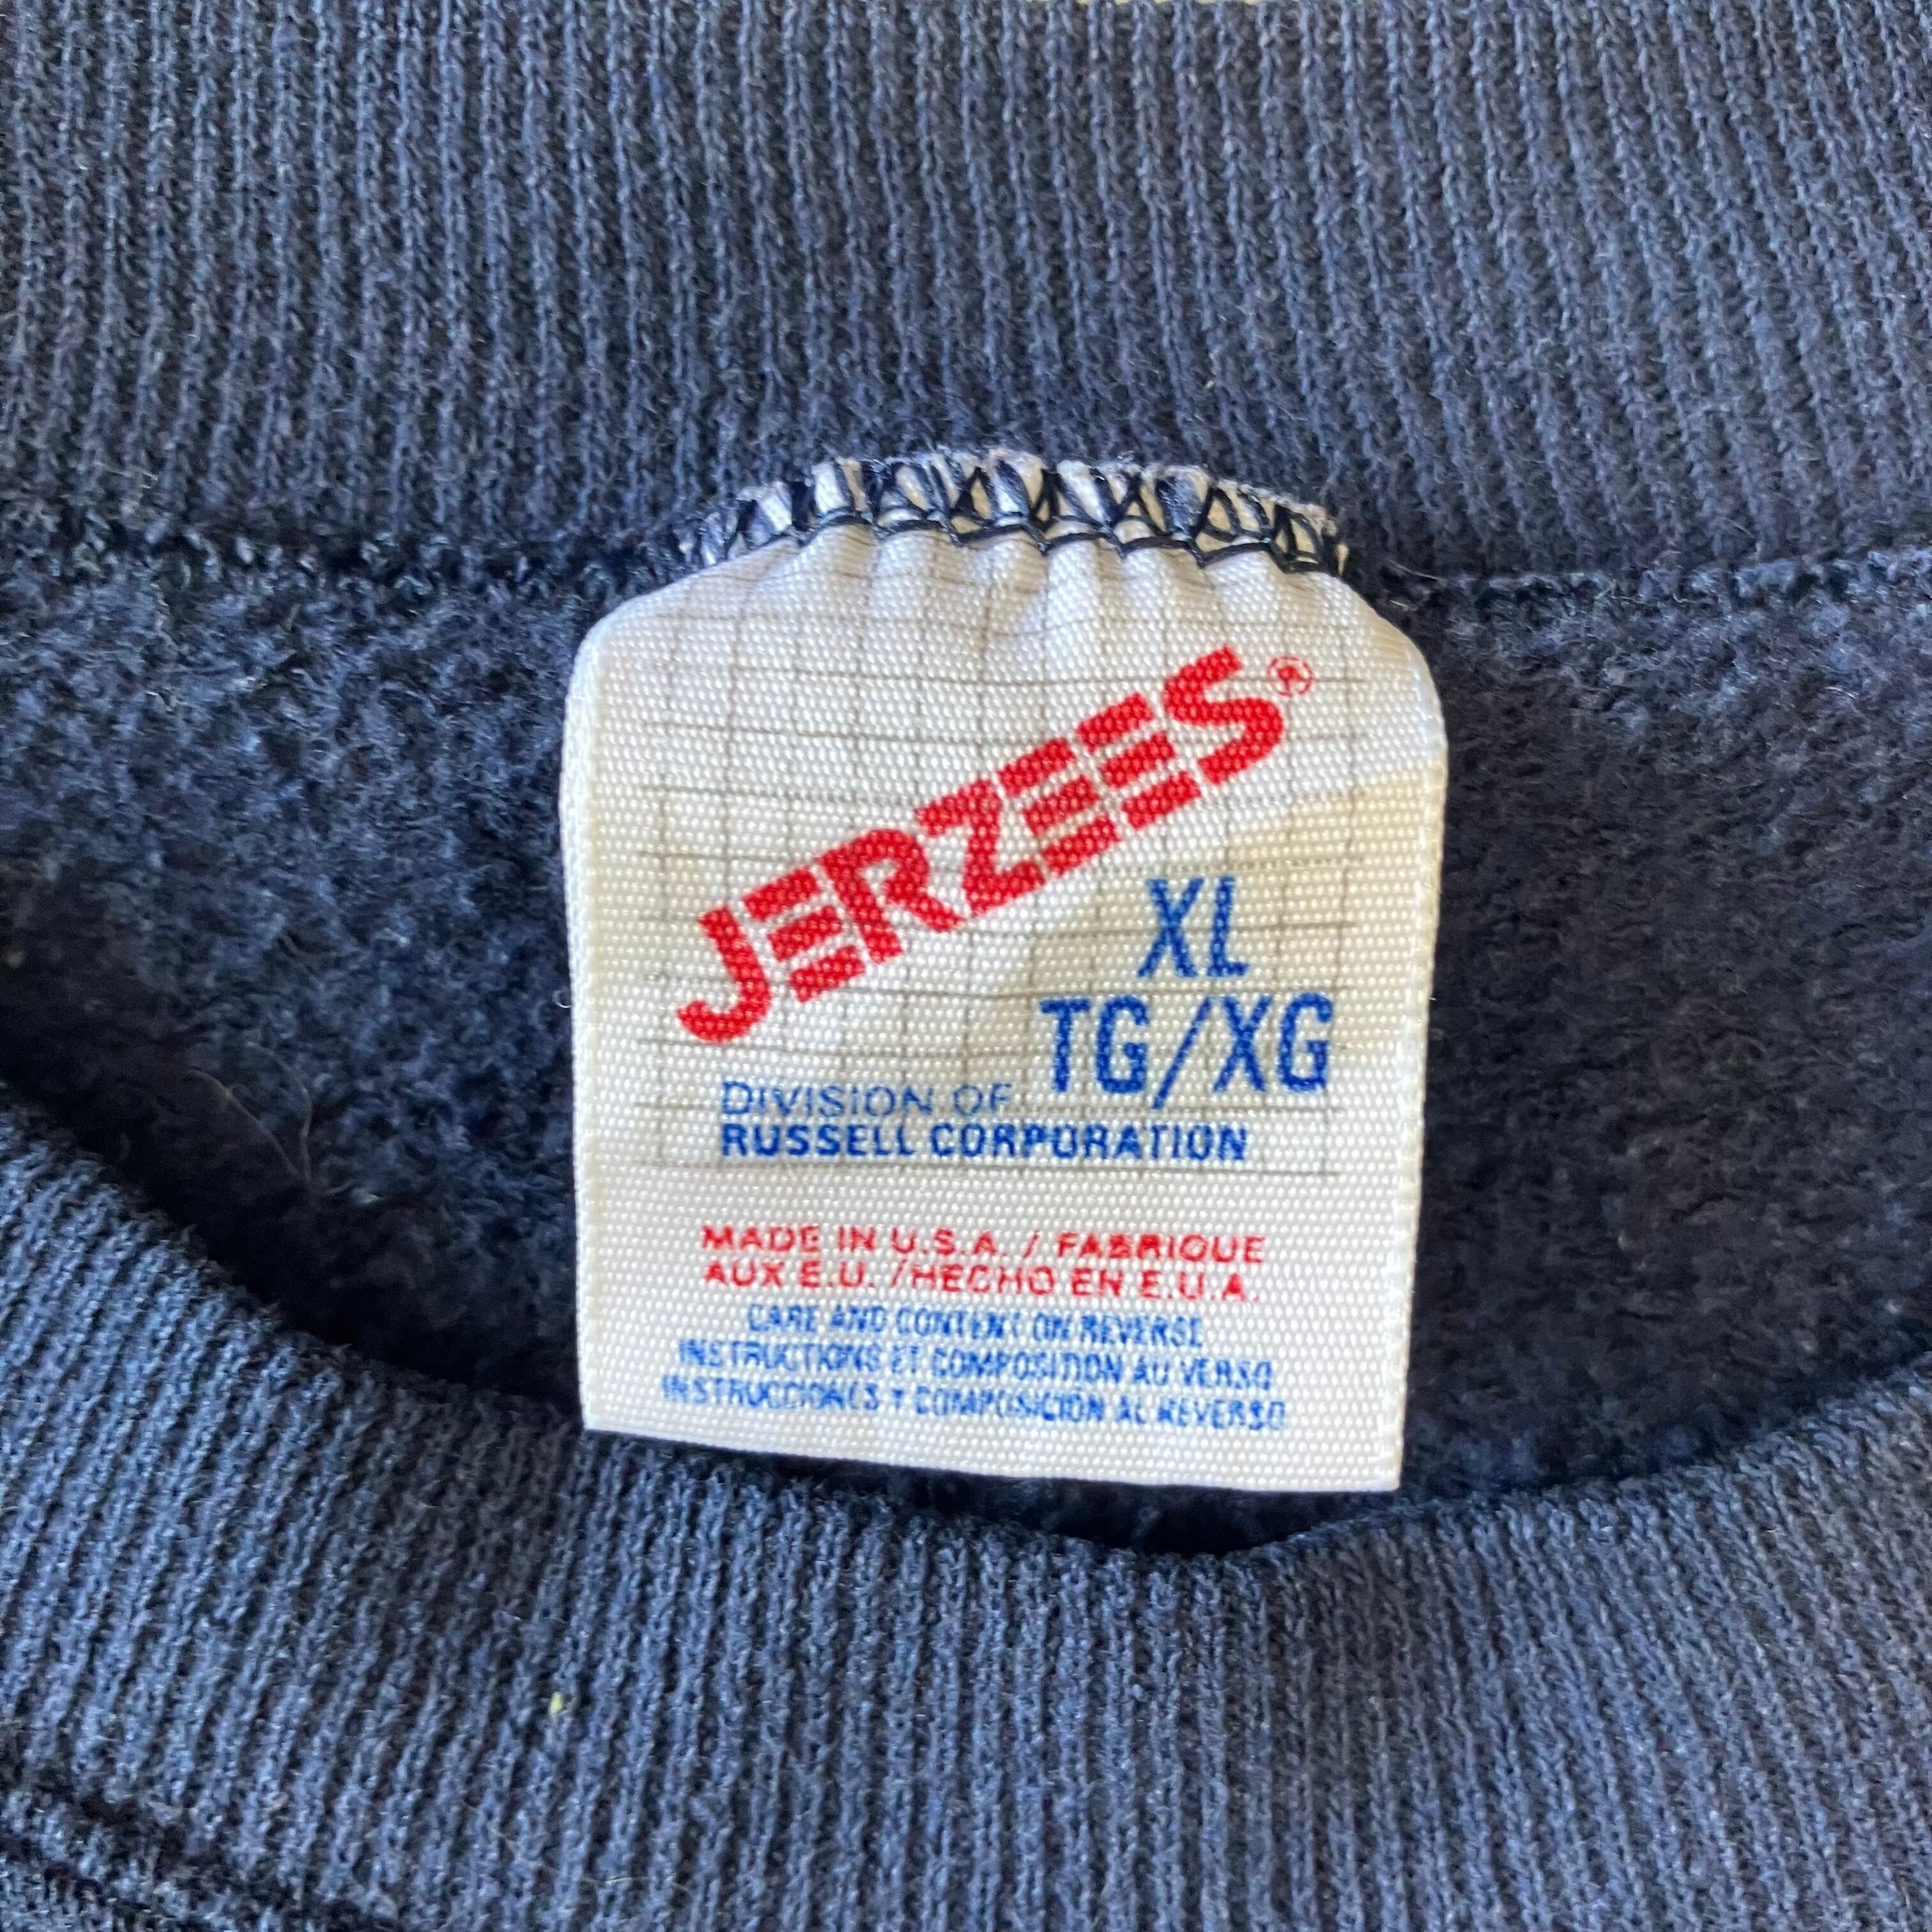 JERZEES®
XL
TG/XG
DIVISION OF
RUSSELL CORPORATION
MADE IN U.S.A. / FABRIQUE
AUX E.U. /HECHO EN E.U.A.
CARE AND CONTENT ON REVERSE
INSTRUCTIONS ET COMPOSITION AU VERSO
INSTRUCCIONES Y COMPOSICION AL REVERSO